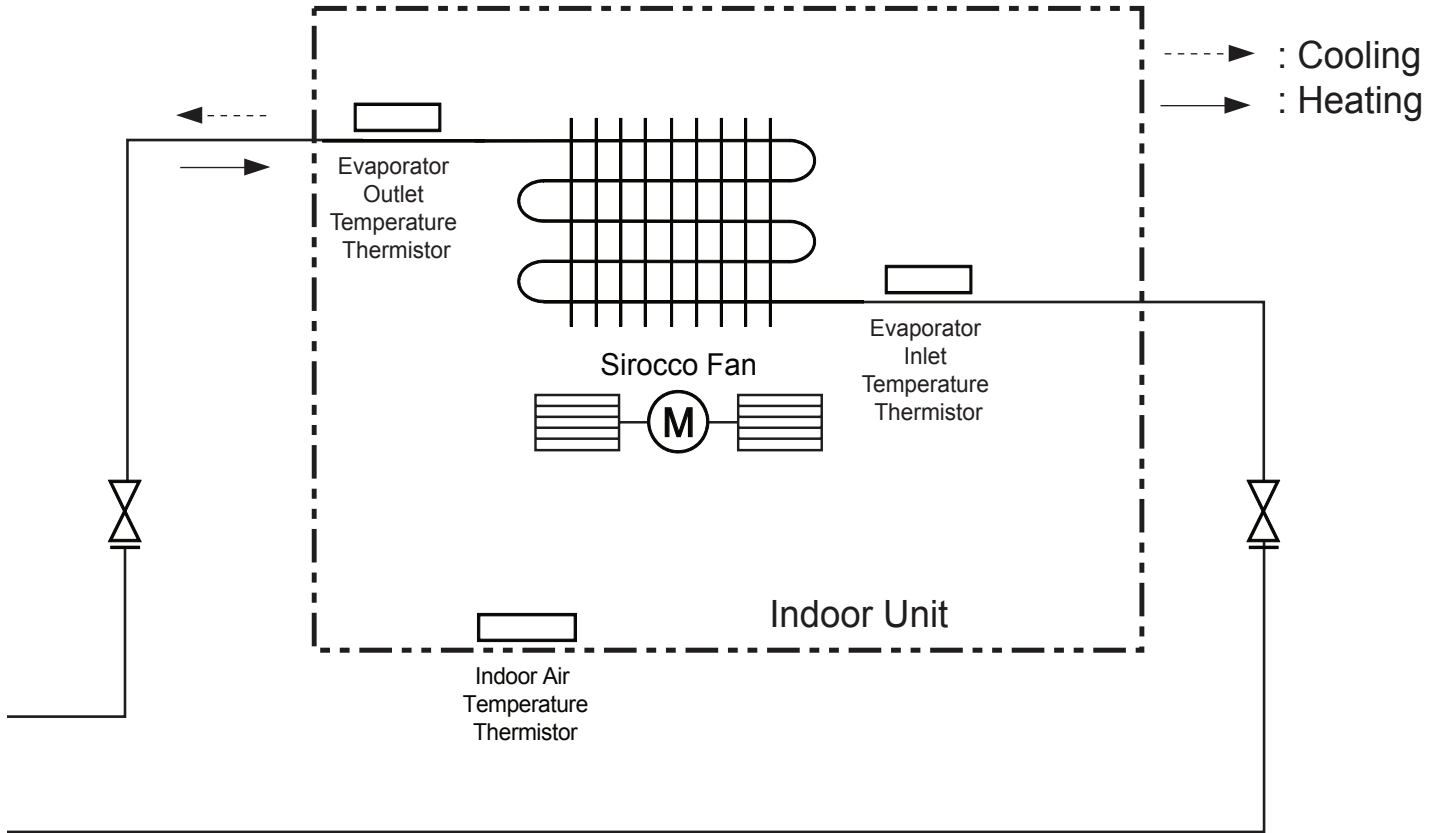 : Cooling
: Heating
Evaporator
Outlet
Temperature
Thermistor
Evaporator
Inlet
Temperature
Thermistor
Sirocco Fan
M
Indoor Unit
Indoor Air
Temperature
Thermistor